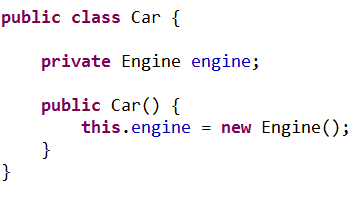 public class Car {
    private Engine engine;
    public Car() {
        this.engine = new Engine();
    }
}